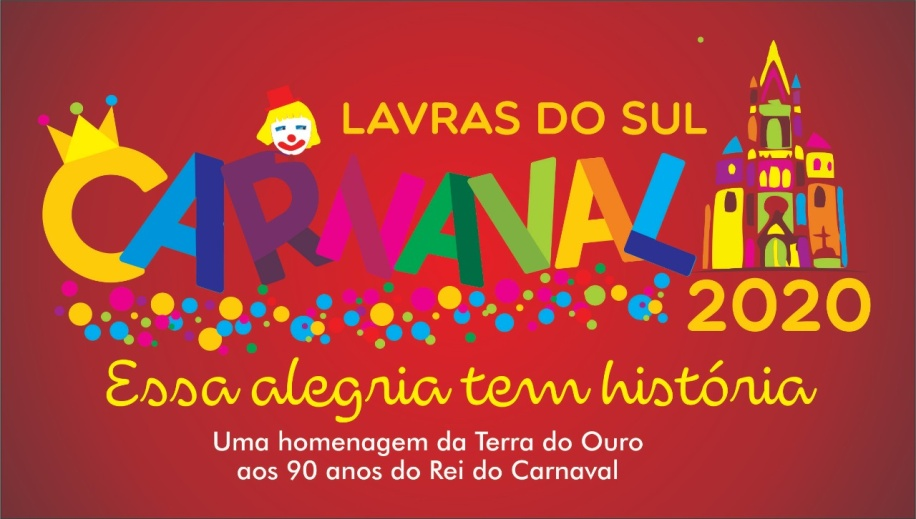 LAVRAS DO SUL
CARNAVAL
2020
Essa alegria tem história
Uma homenagem da Terra do Ouro
aos 90 anos do Rei do Carnaval